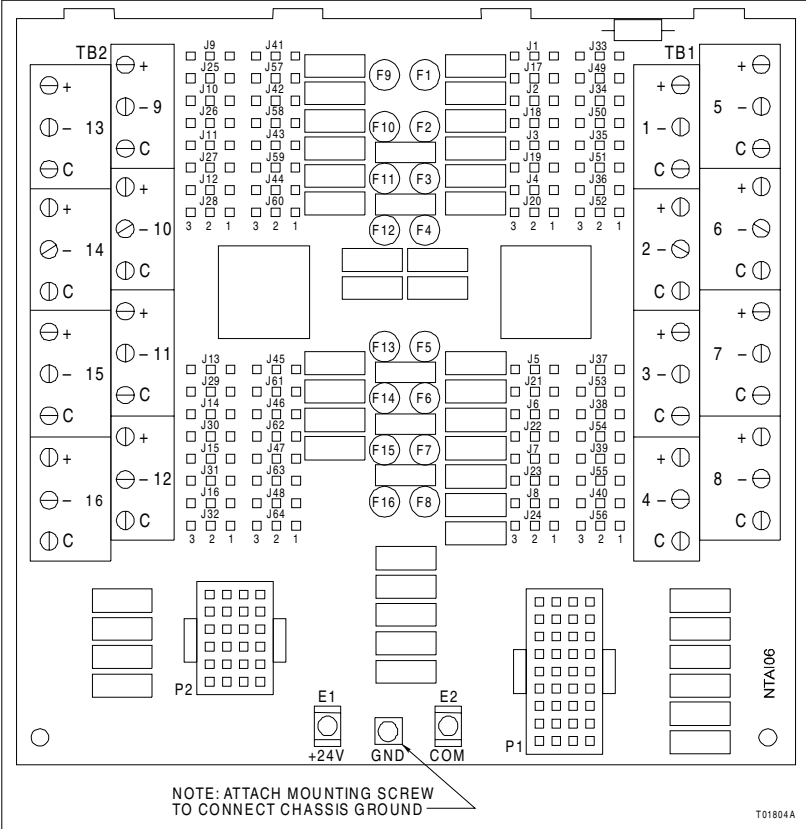 TB2
J9 J41
J1 J33
TB1
J25 J57
J17 J49
J10 J42
J2 J34
J26 J58
J18 J50
J11 J43
J3 J35
J27 J59
J19 J51
J12 J44
J4 J36
J28 J60
J20 J52
3 2 1 3 2 1
3 2 1 3 2 1
+
- 13
C
+
- 14
C
+
- 15
C
+
- 16
C
+
- 9
C
+
- 10
C
+
- 11
C
+
- 12
C
F9 F1
F10 F2
F11 F3
F12 F4
F13 F5
F14 F6
F15 F7
F16 F8
+
1 -
C
+
2 -
C
+
3 -
C
+
4 -
C
+
5 -
C
+
6 -
C
+
7 -
C
+
8 -
C
J13 J45
J5 J37
J29 J61
J21 J53
J14 J46
J6 J38
J30 J62
J22 J54
J15 J47
J7 J39
J31 J63
J23 J55
J16 J48
J8 J40
J32 J64
J24 J56
3 2 1 3 2 1
3 2 1 3 2 1
P2
E1
+24V
GND
E2
COM
P1
NTAI06
NOTE: ATTACH MOUNTING SCREW
TO CONNECT CHASSIS GROUND
T01804A